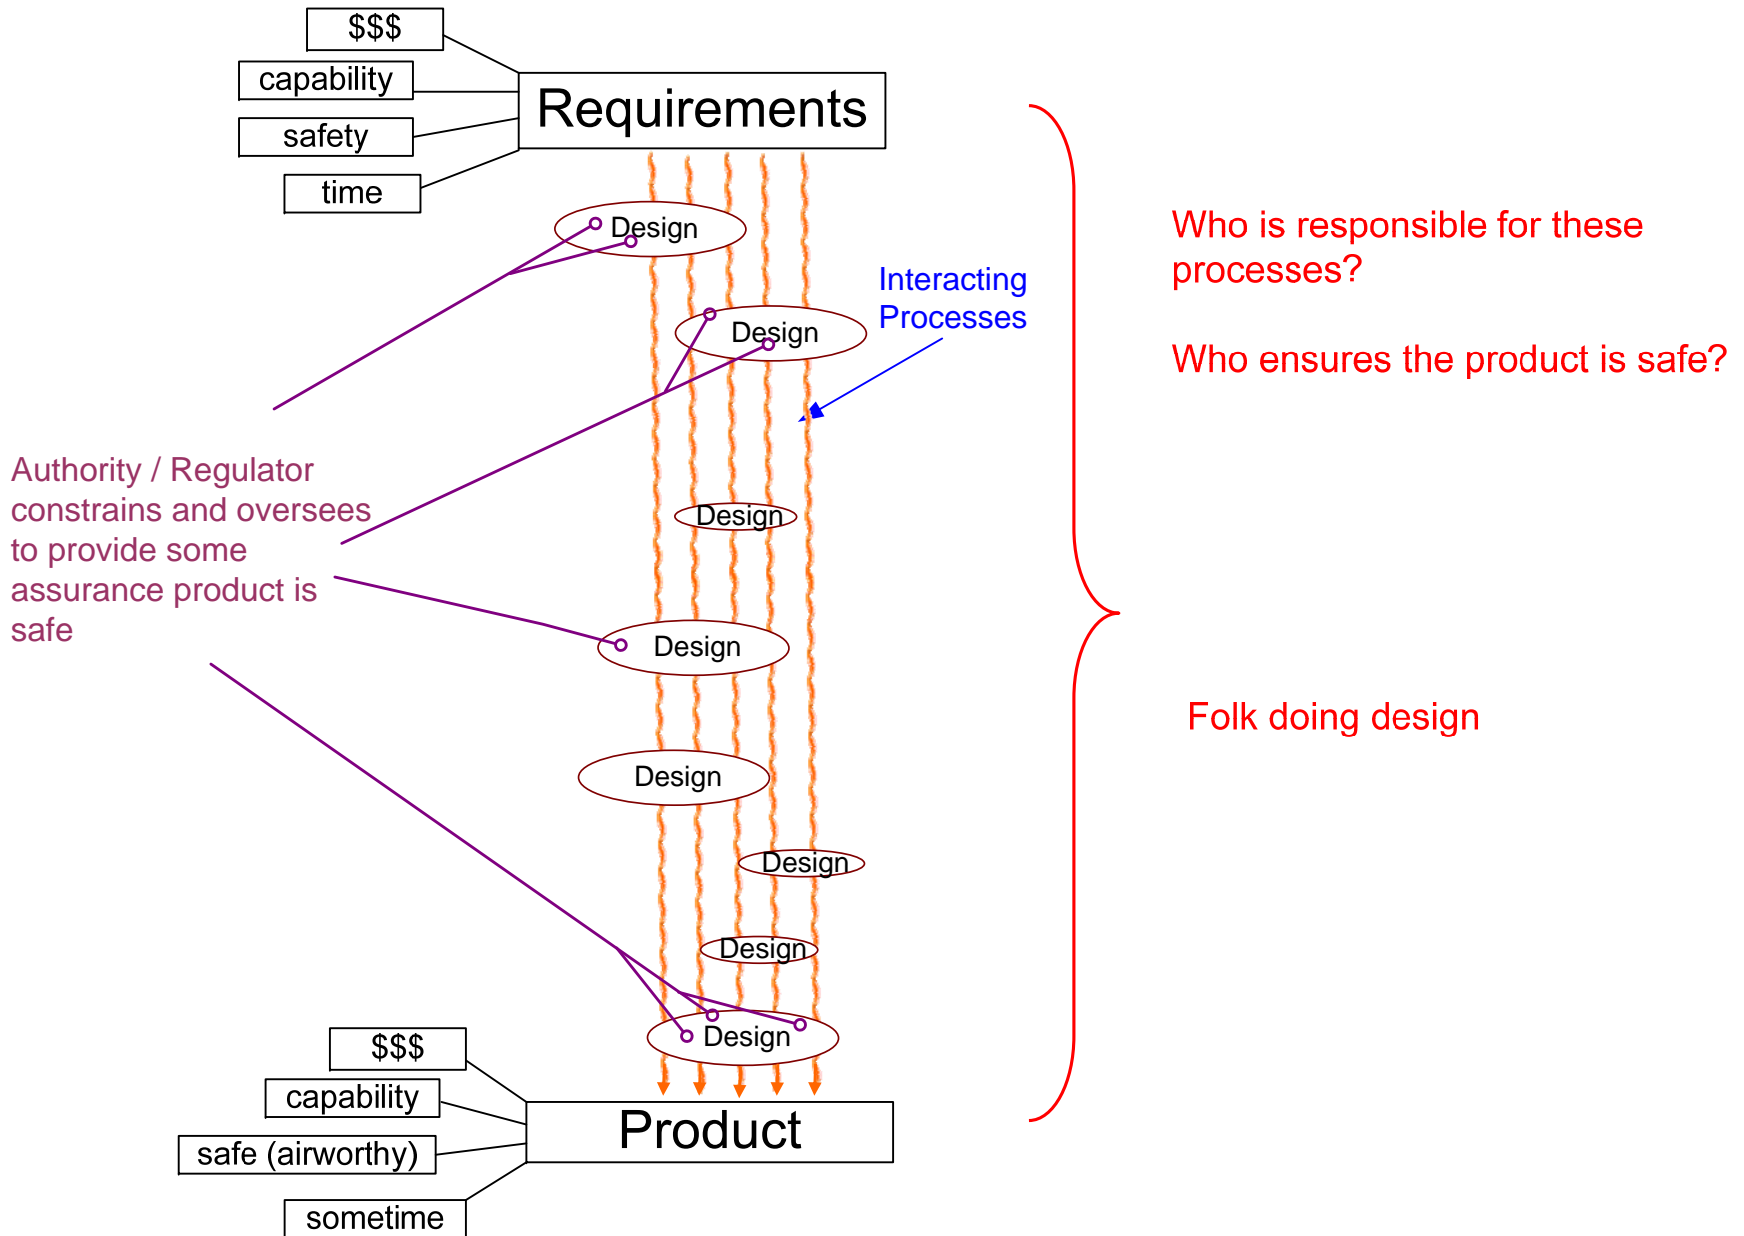 $$$
capability
safety
time
Requirements
Design
Design
Interacting
Processes
Who is responsible for these
processes?
Who ensures the product is safe?
Authority / Regulator
constrains and oversees
to provide some
assurance product is
safe
Design
Design
Folk doing design
Design
Design
Design
Design
$$$
capability
safe (airworthy)
sometime
Product